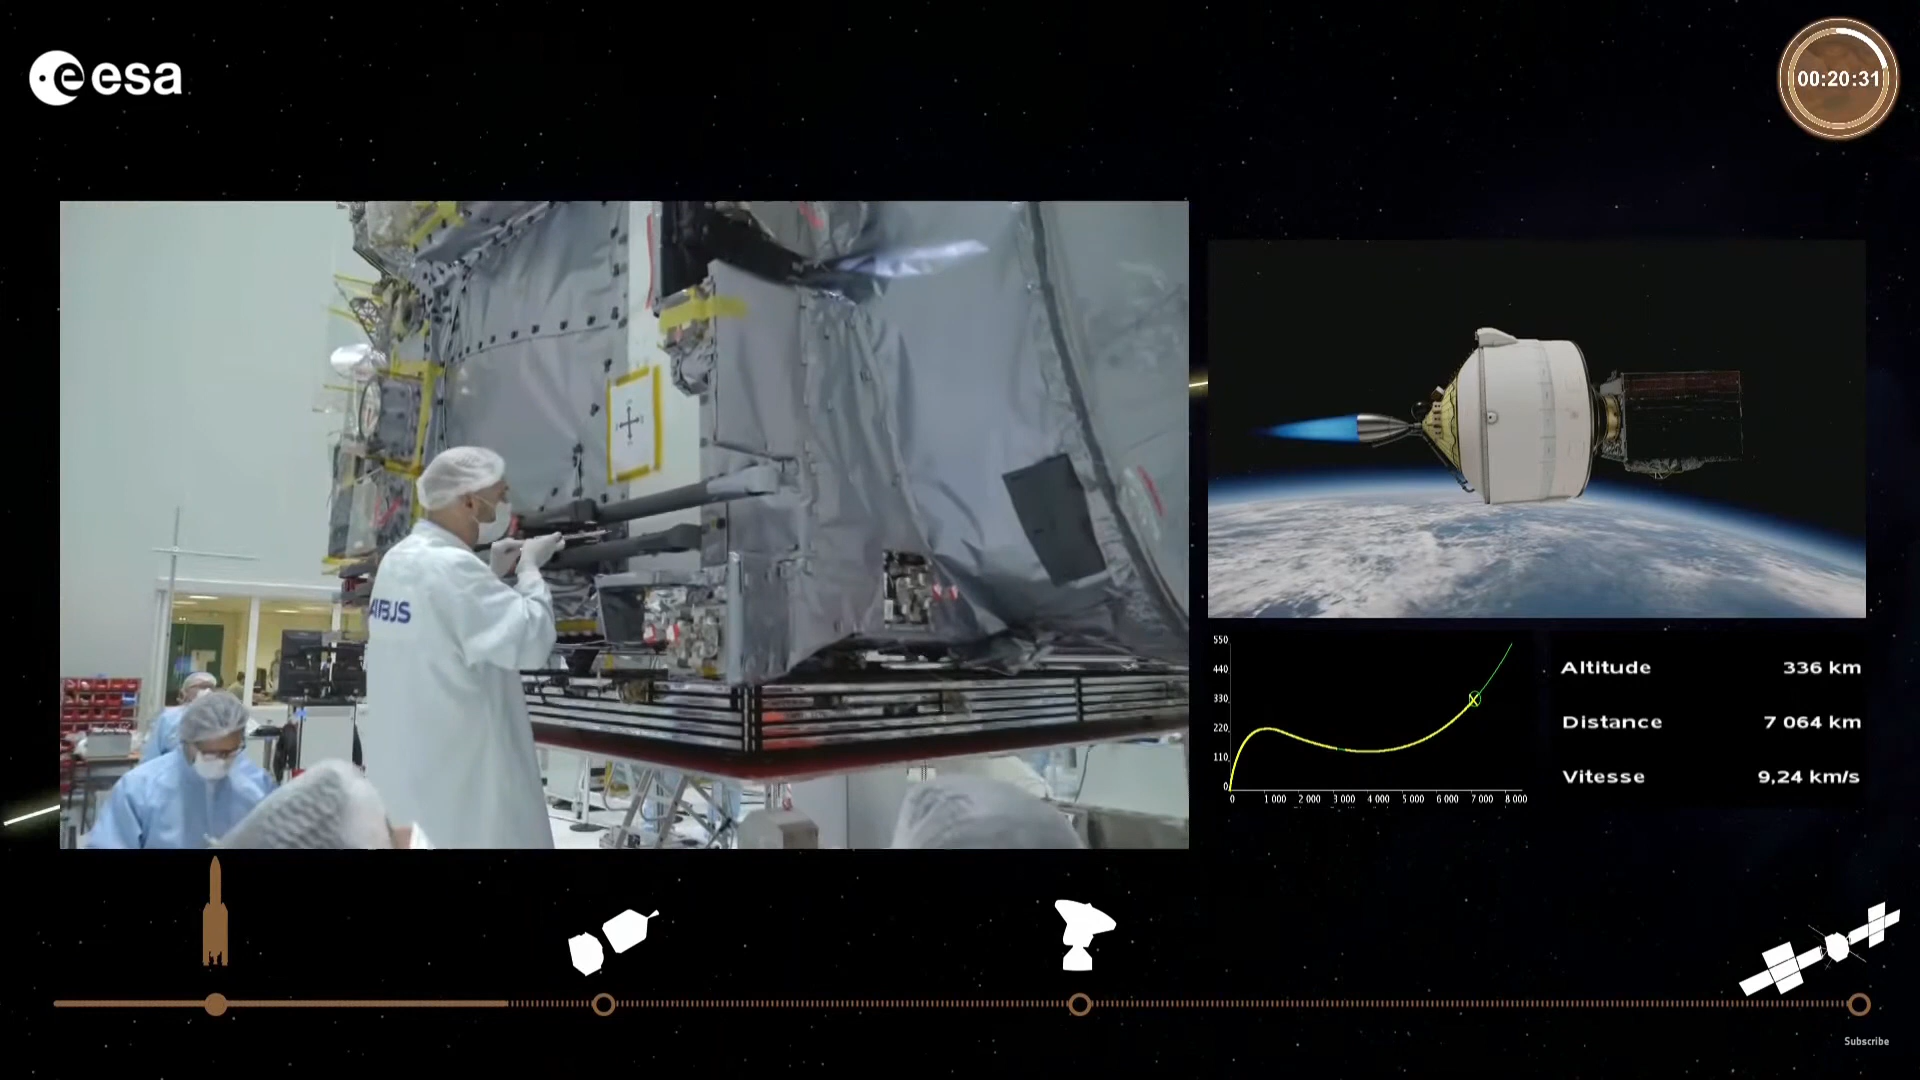 esa
00:20:31
AIBUS
550
440
330
220
110
0
0 1 000 2 000 3 000 4 000 5 000 6 000 7 000 8 000
Altitude 336 km
Distance 7 064 km
Vitesse 9,24 km/s
Subscribe